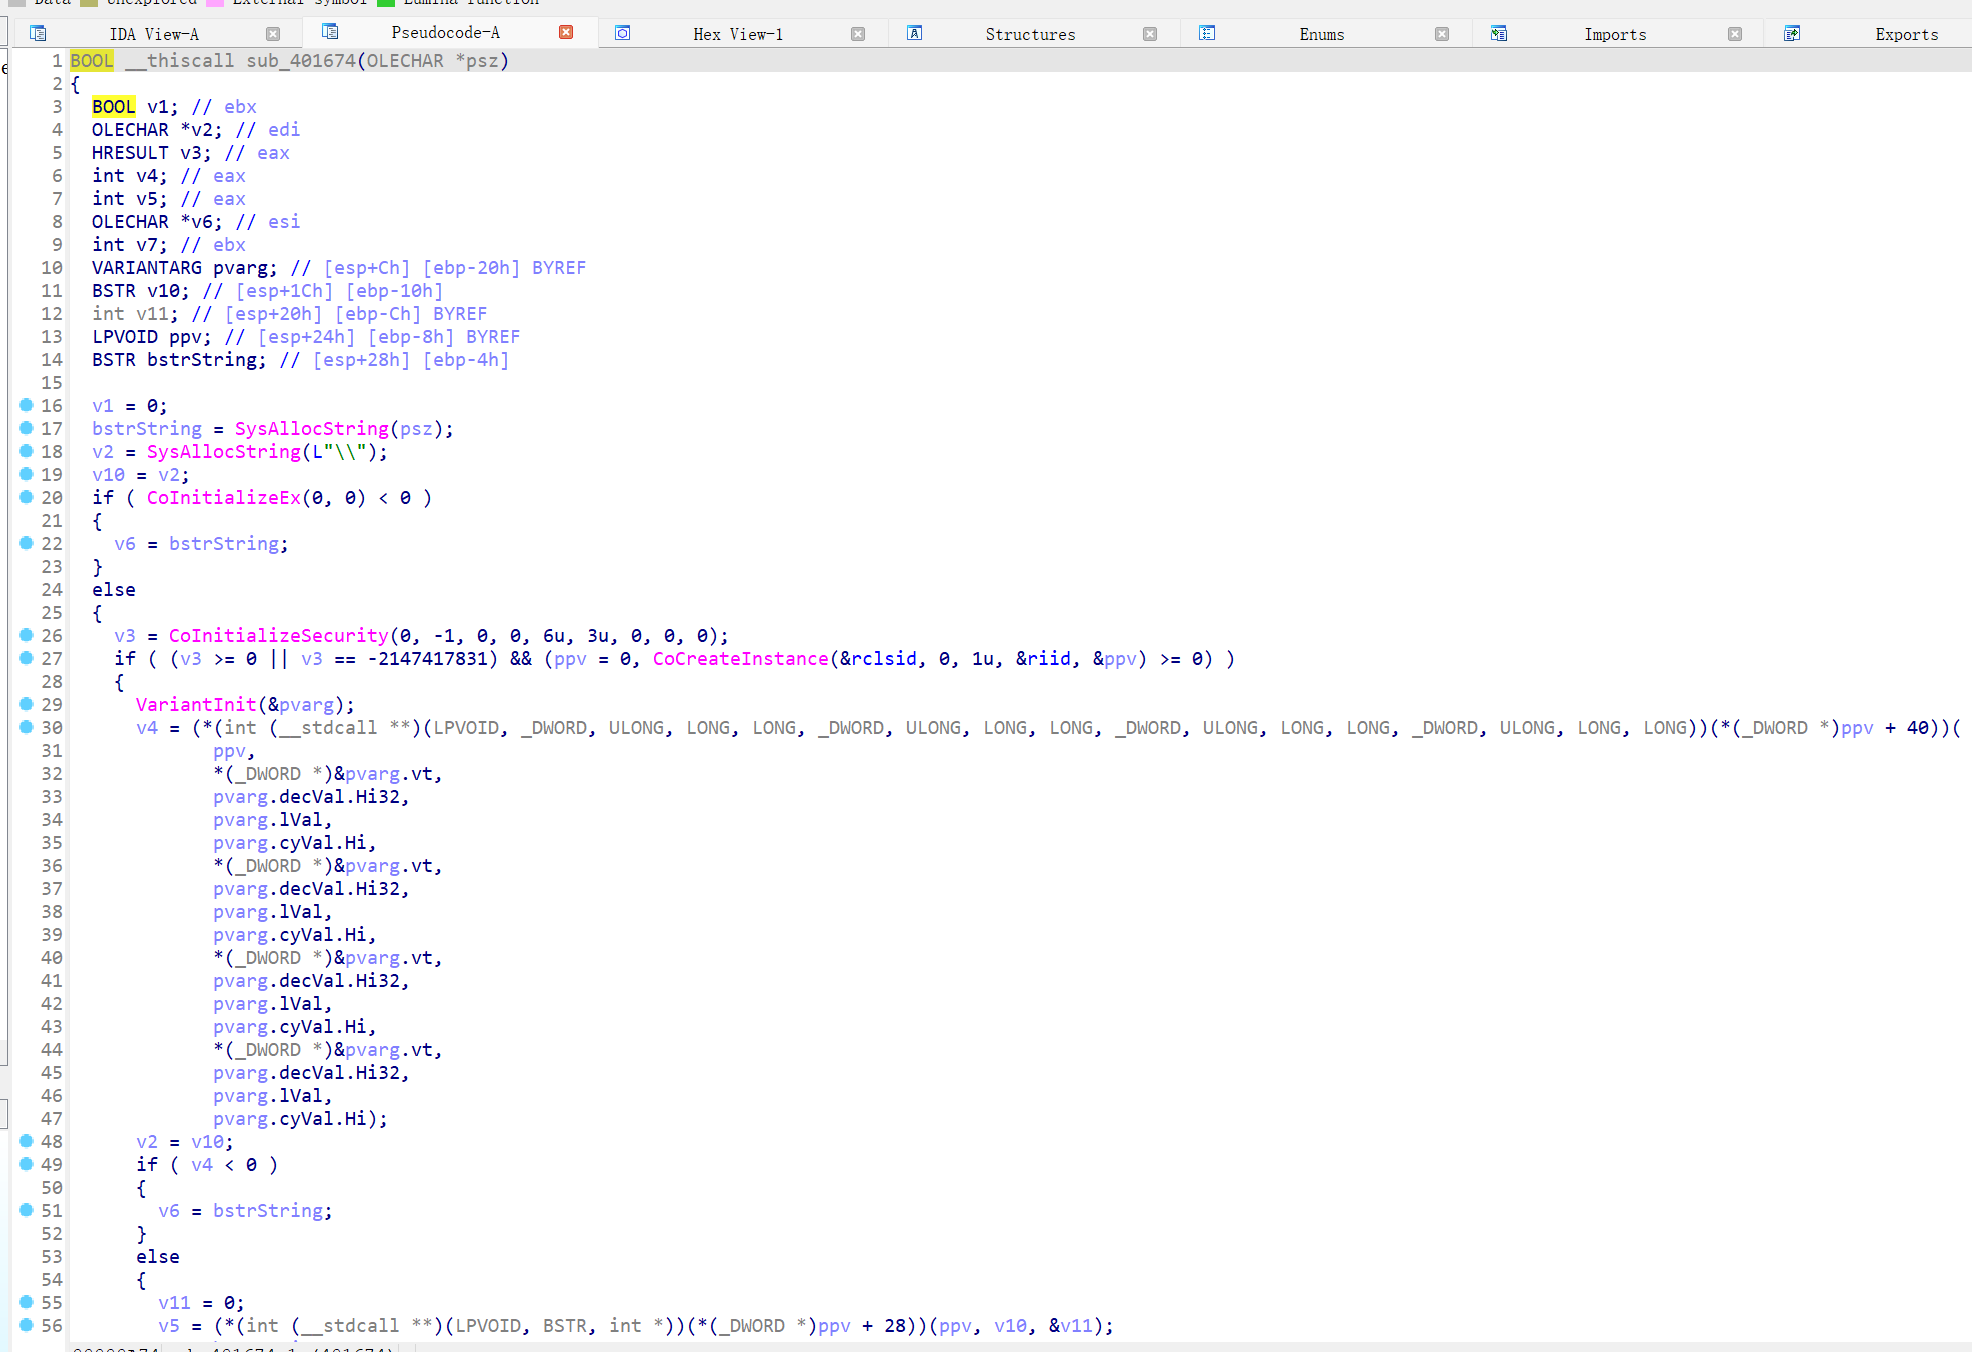 Data Unexplored External symbol Lumina function
IDA View-A Pseudocode-A Hex View-1 Structures Enums Imports Exports
1 BOOL __thiscall sub_401674(OLECHAR *psz)
2 {
3 BOOL v1; // ebx
4 OLECHAR *v2; // edi
5 HRESULT v3; // eax
6 int v4; // eax
7 int v5; // eax
8 OLECHAR *v6; // esi
9 int v7; // ebx
10 VARIANTARG pvarg; // [esp+Ch] [ebp-20h] BYREF
11 BSTR v10; // [esp+1Ch] [ebp-10h]
12 int v11; // [esp+20h] [ebp-Ch] BYREF
13 LPVOID ppv; // [esp+24h] [ebp-8h] BYREF
14 BSTR bstrString; // [esp+28h] [ebp-4h]
15
16 v1 = 0;
17 bstrString = SysAllocString(psz);
18 v2 = SysAllocString(L"\\");
19 v10 = v2;
20 if ( CoInitializeEx(0, 0) < 0 )
21 {
22 v6 = bstrString;
23 }
24 else
25 {
26 v3 = CoInitializeSecurity(0, -1, 0, 0, 6u, 3u, 0, 0, 0);
27 if ( (v3 >= 0 || v3 == -2147417831) && (ppv = 0, CoCreateInstance(&rclsid, 0, 1u, &riid, &ppv) >= 0) )
28 {
29 VariantInit(&pvarg);
30 v4 = (*(int (__stdcall **)(LPVOID, _DWORD, ULONG, LONG, LONG, _DWORD, ULONG, LONG, LONG, _DWORD, ULONG, LONG, LONG, _DWORD, ULONG, LONG, LONG))(*(_DWORD *)ppv + 40))(
31 ppv,
32 *(_DWORD *)&pvarg.vt,
33 pvarg.decVal.Hi32,
34 pvarg.lVal,
35 pvarg.cyVal.Hi,
36 *(_DWORD *)&pvarg.vt,
37 pvarg.decVal.Hi32,
38 pvarg.lVal,
39 pvarg.cyVal.Hi,
40 *(_DWORD *)&pvarg.vt,
41 pvarg.decVal.Hi32,
42 pvarg.lVal,
43 pvarg.cyVal.Hi,
44 *(_DWORD *)&pvarg.vt,
45 pvarg.decVal.Hi32,
46 pvarg.lVal,
47 pvarg.cyVal.Hi);
48 v2 = v10;
49 if ( v4 < 0 )
50 {
51 v6 = bstrString;
52 }
53 else
54 {
55 v11 = 0;
56 v5 = (*(int (__stdcall **)(LPVOID, BSTR, int *))(*(_DWORD *)ppv + 28))(ppv, v10, &v11);